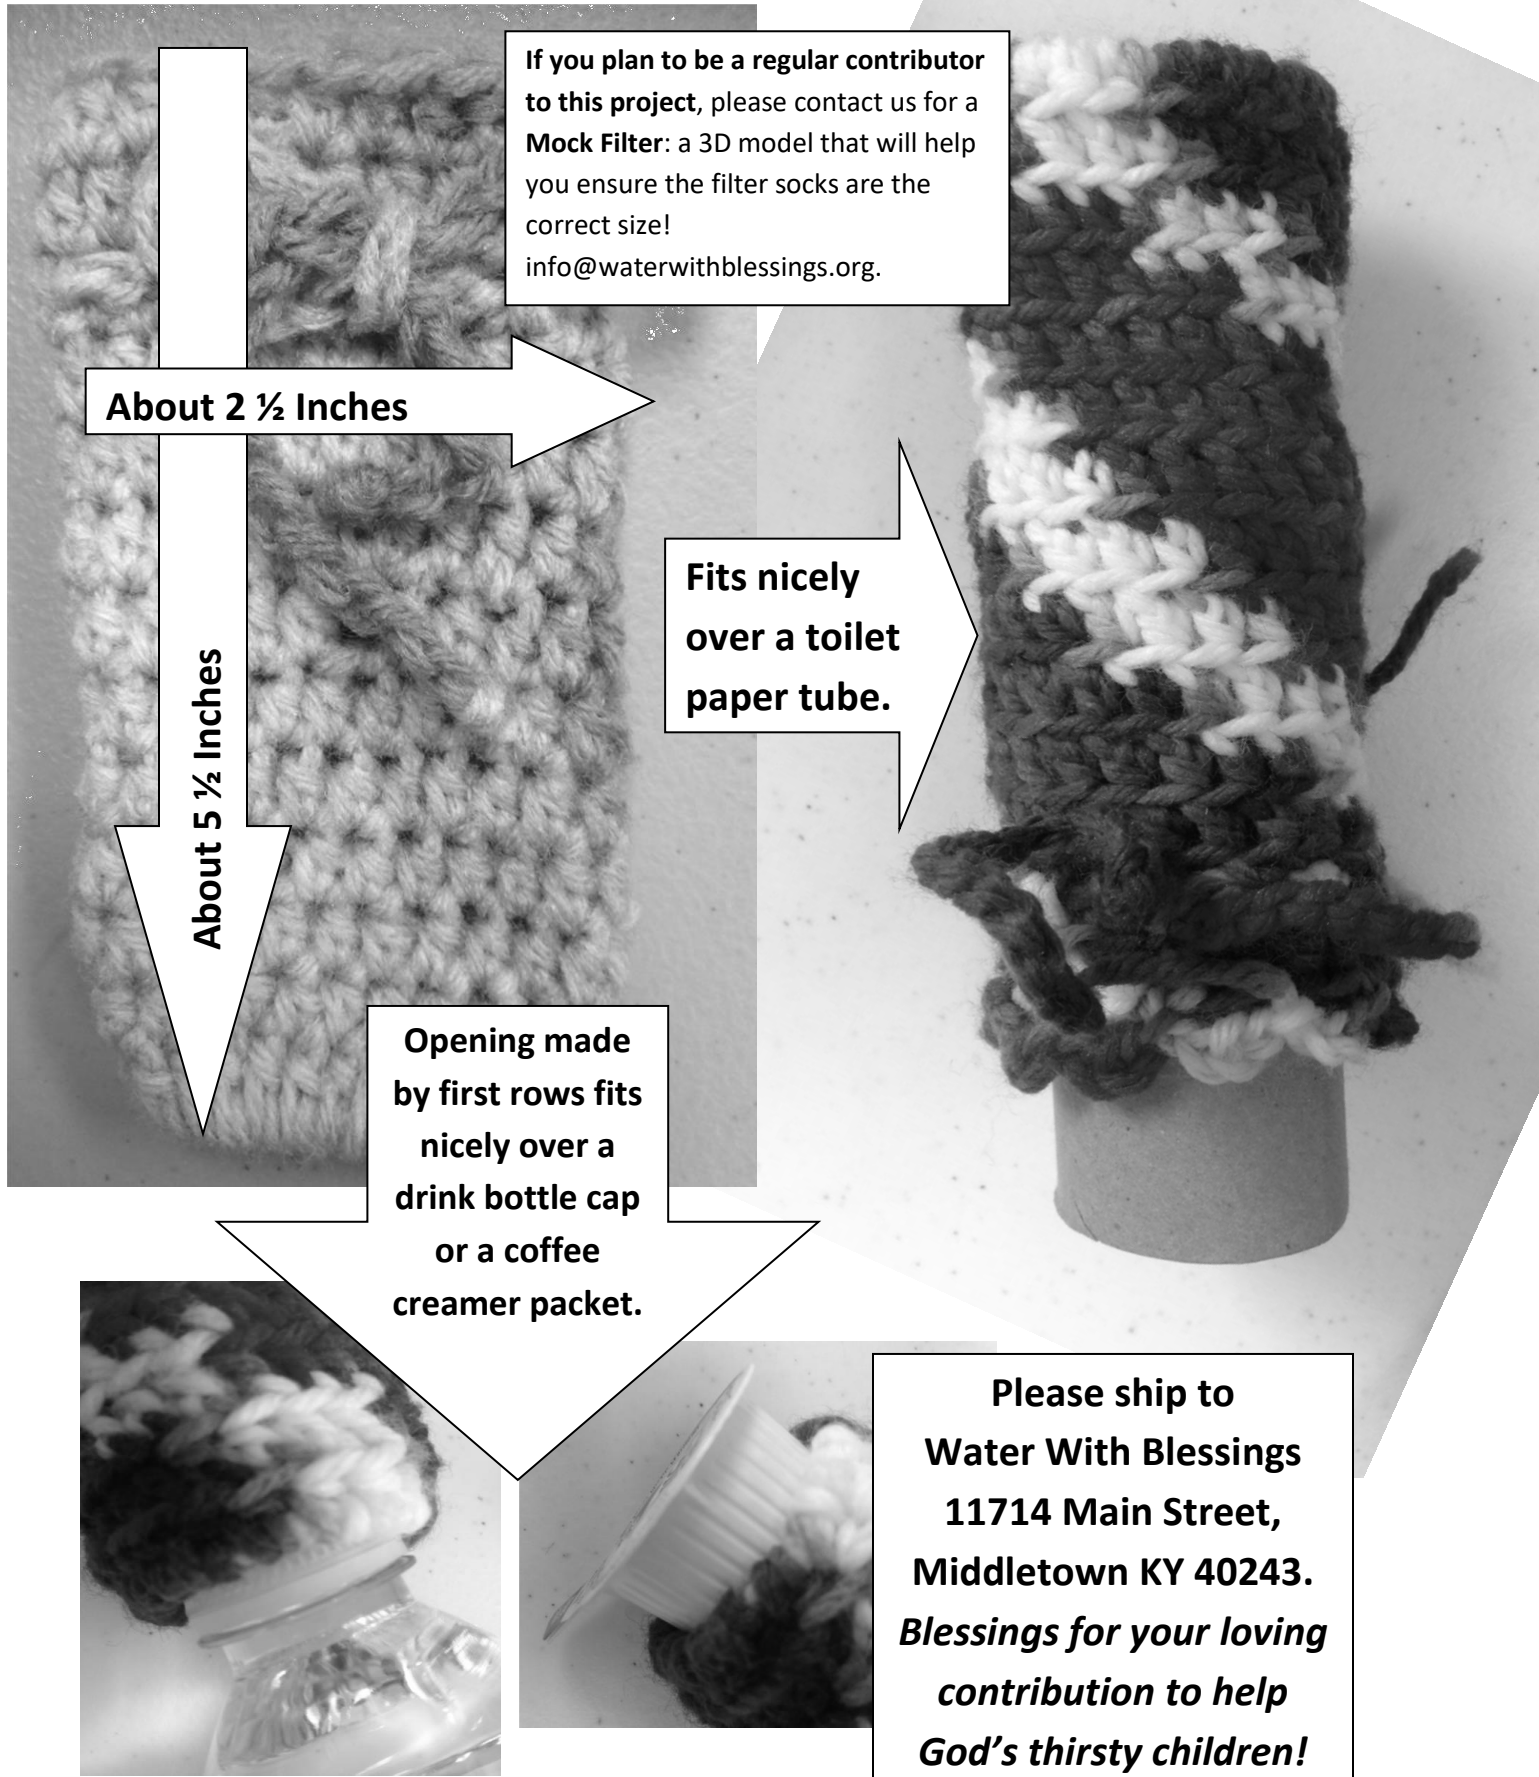 If you plan to be a regular contributor
to this project, please contact us for a
Mock Filter: a 3D model that will help
you ensure the filter socks are the
correct size!
info@waterwithblessings.org.
About 2 ½ Inches
About 5 ½ Inches
Fits nicely
over a toilet
paper tube.
Opening made
by first rows fits
nicely over a
drink bottle cap
or a coffee
creamer packet.
Please ship to
Water With Blessings
11714 Main Street,
Middletown KY 40243.
Blessings for your loving
contribution to help
God’s thirsty children!